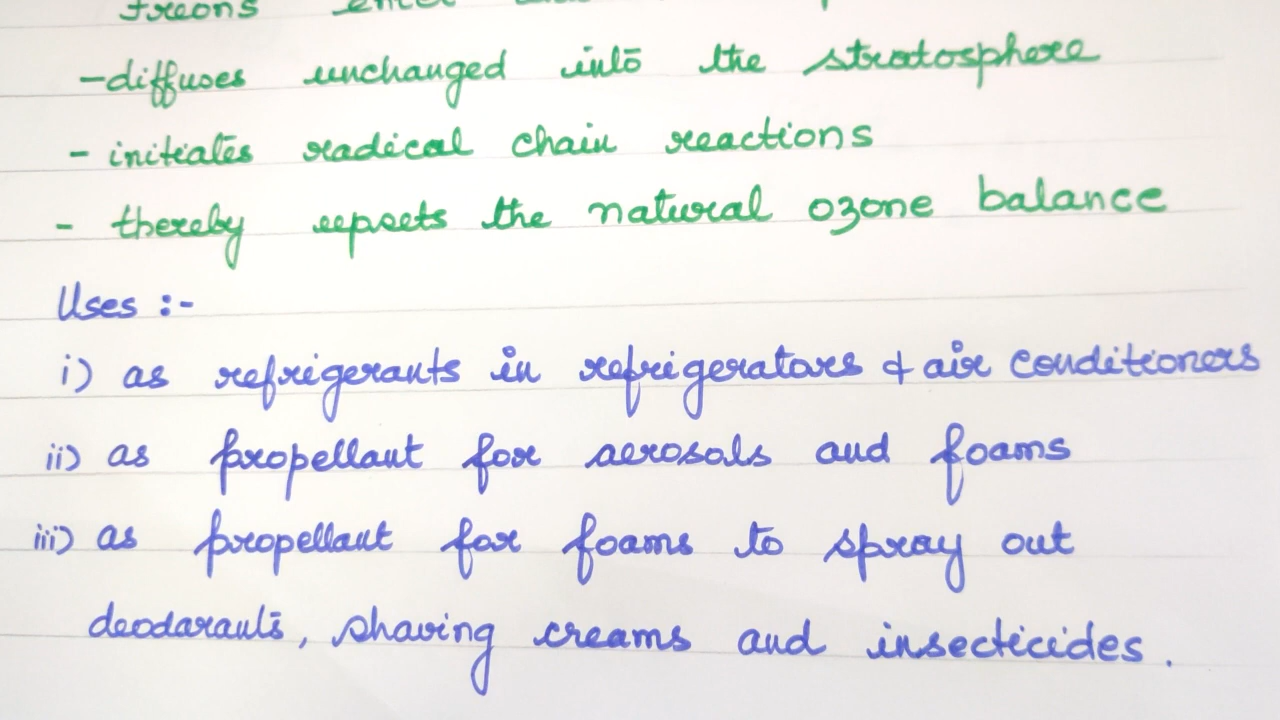 freons enter
-diffuses unchanged into the stratosphere
- initiates radical chain reactions
- thereby upsets the natural ozone balance
Uses :-
i) as refrigerants in refrigerators & air conditioners
ii) as propellant for aerosols and foams
iii) as propellant for foams to spray out
deodarants, shaving creams and insecticides.